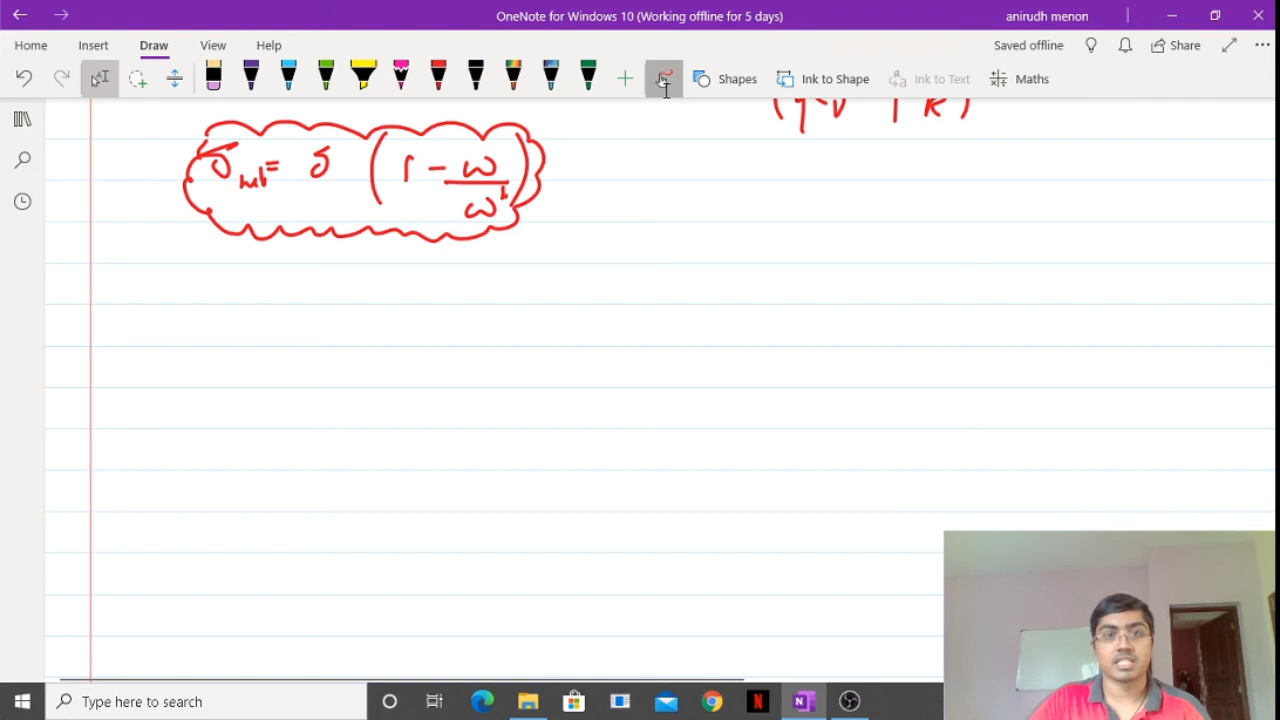 OneNote for Windows 10 (Working offline for 5 days)
anirudh menon
Home Insert Draw View Help
Saved offline
Share
Shapes
Ink to Shape
Ink to Text
Maths
= σ (1 - ω/ω
Type here to search